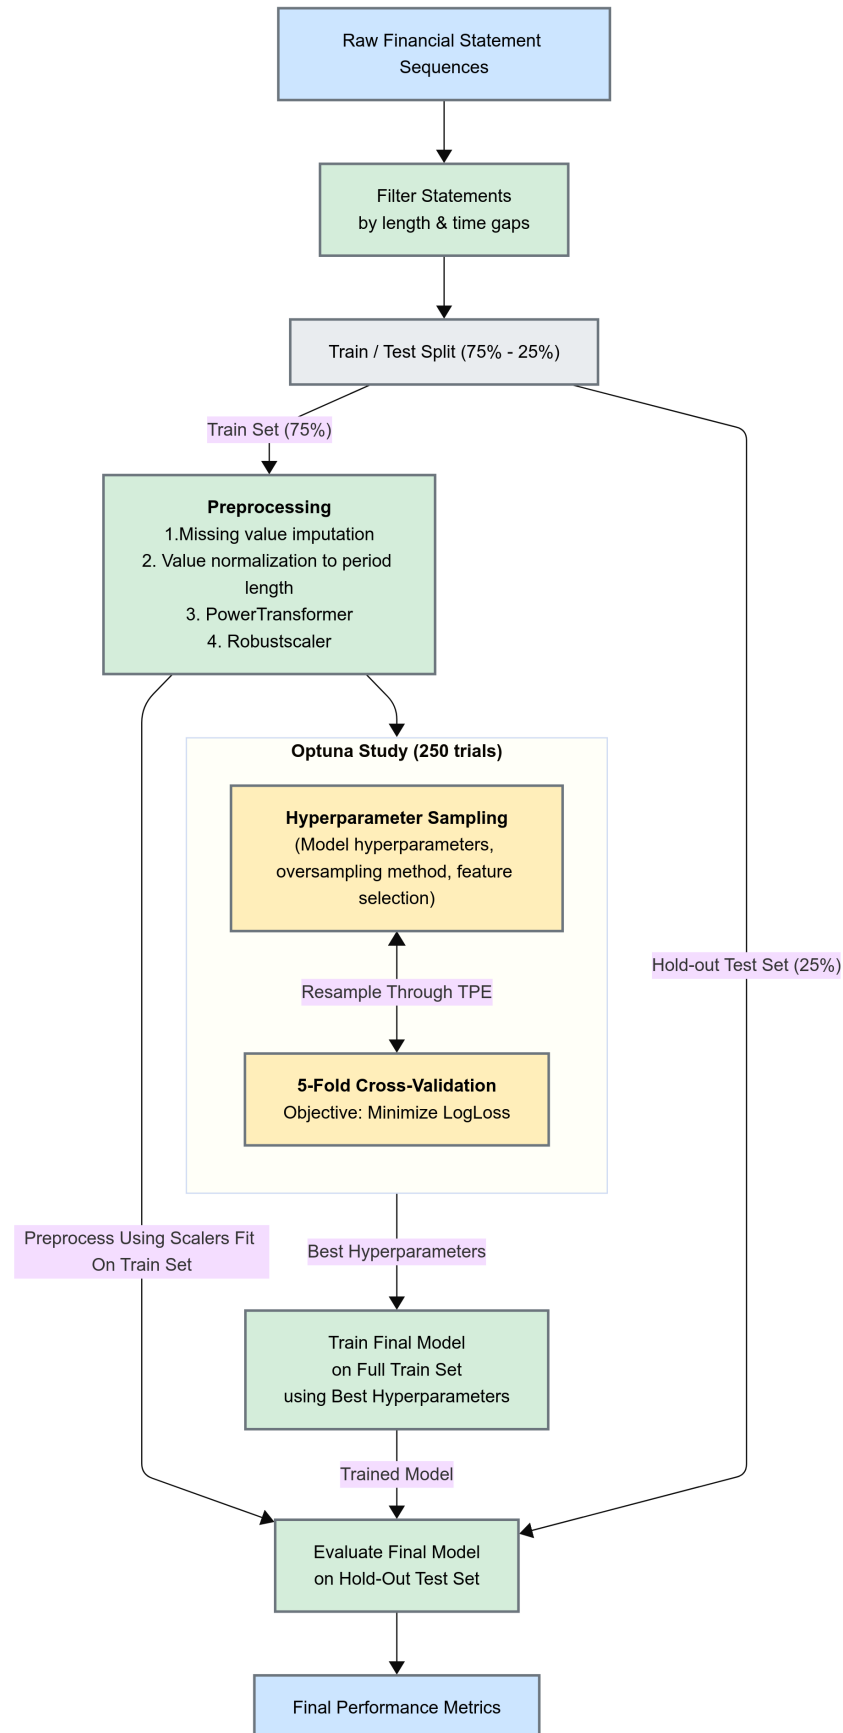 Raw Financial Statement
Sequences
Filter Statements
by length & time gaps
Train / Test Split (75% - 25%)
Train Set (75%)
Preprocessing
1.Missing value imputation
2. Value normalization to period
length
3. PowerTransformer
4. Robustscaler
Optuna Study (250 trials)
Hyperparameter Sampling
(Model hyperparameters,
oversampling method, feature
selection)
Hold-out Test Set (25%)
Resample Through TPE
5-Fold Cross-Validation
Objective: Minimize LogLoss
Preprocess Using Scalers Fit
On Train Set
Best Hyperparameters
Train Final Model
on Full Train Set
using Best Hyperparameters
Trained Model
Evaluate Final Model
on Hold-Out Test Set
Final Performance Metrics